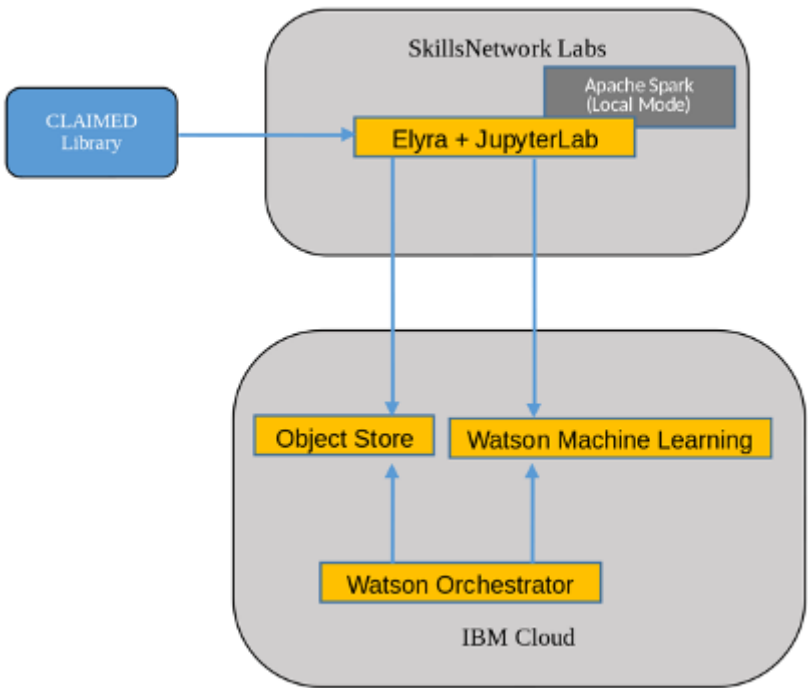 SkillsNetwork Labs
Apache Spark
(Local Mode)
CLAIMED
Library
Elyra + JupyterLab
Object Store
Watson Machine Learning
Watson Orchestrator
IBM Cloud